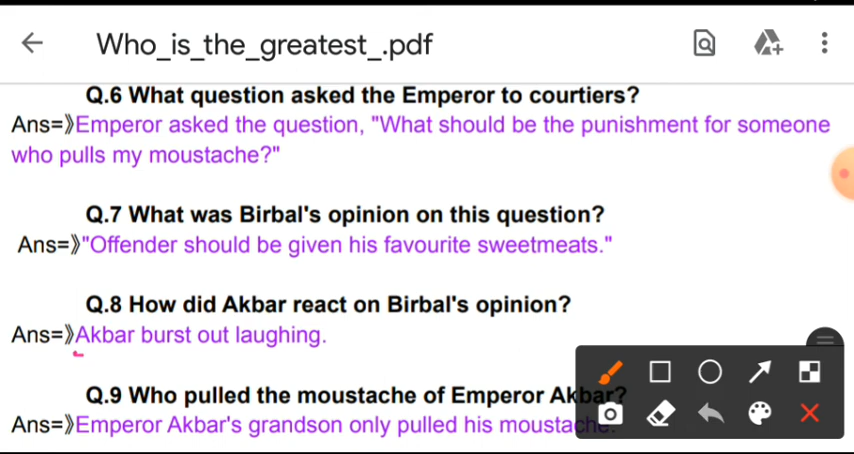 Who_is_the_greatest_.pdf
Q.6 What question asked the Emperor to courtiers?
Ans=》Emperor asked the question, "What should be the punishment for someone
who pulls my moustache?"
Q.7 What was Birbal's opinion on this question?
Ans=》"Offender should be given his favourite sweetmeats."
Q.8 How did Akbar react on Birbal's opinion?
Ans=》Akbar burst out laughing.
Q.9 Who pulled the moustache of Emperor Akbar?
Ans=》Emperor Akbar's grandson only pulled his moustache.